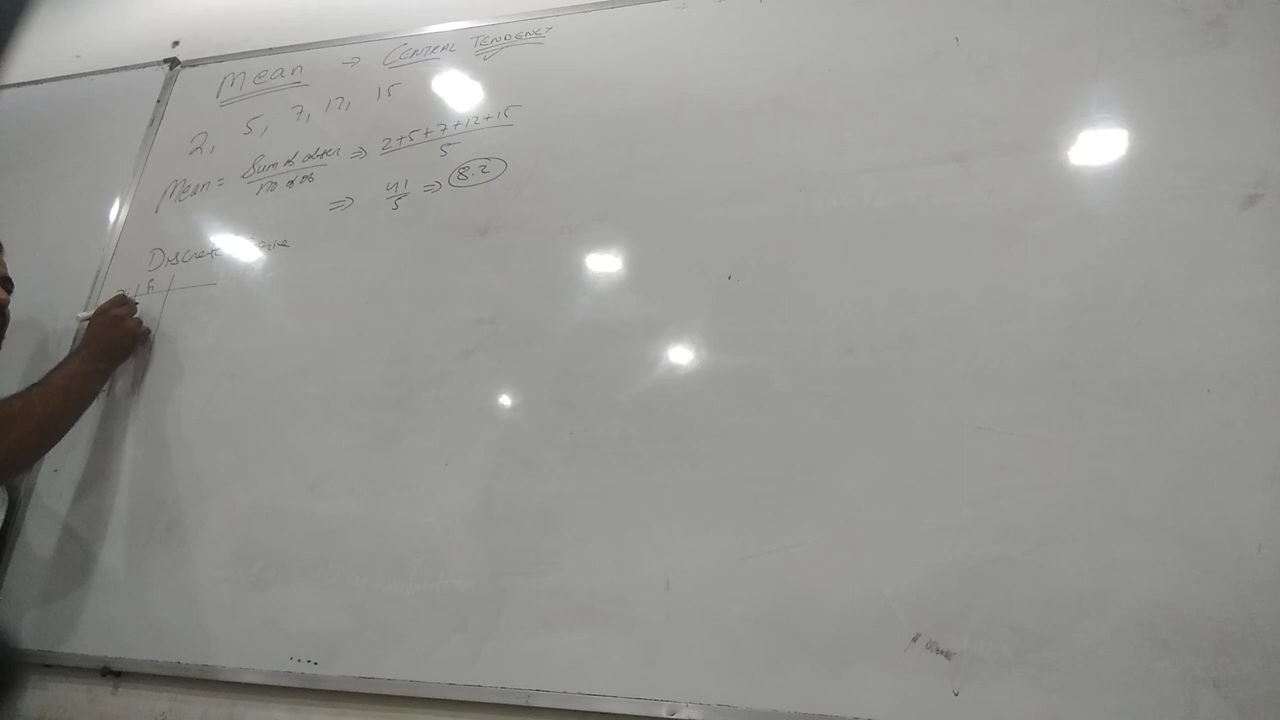 Mean → CENTRAL TENDENCY
2, 5, 7, 12, 15
Mean = Sum of obser / no. of ob ⇒ 2+5+7+12+15 / 5
⇒ 41/5 ⇒ 8.2
Discrete
fi